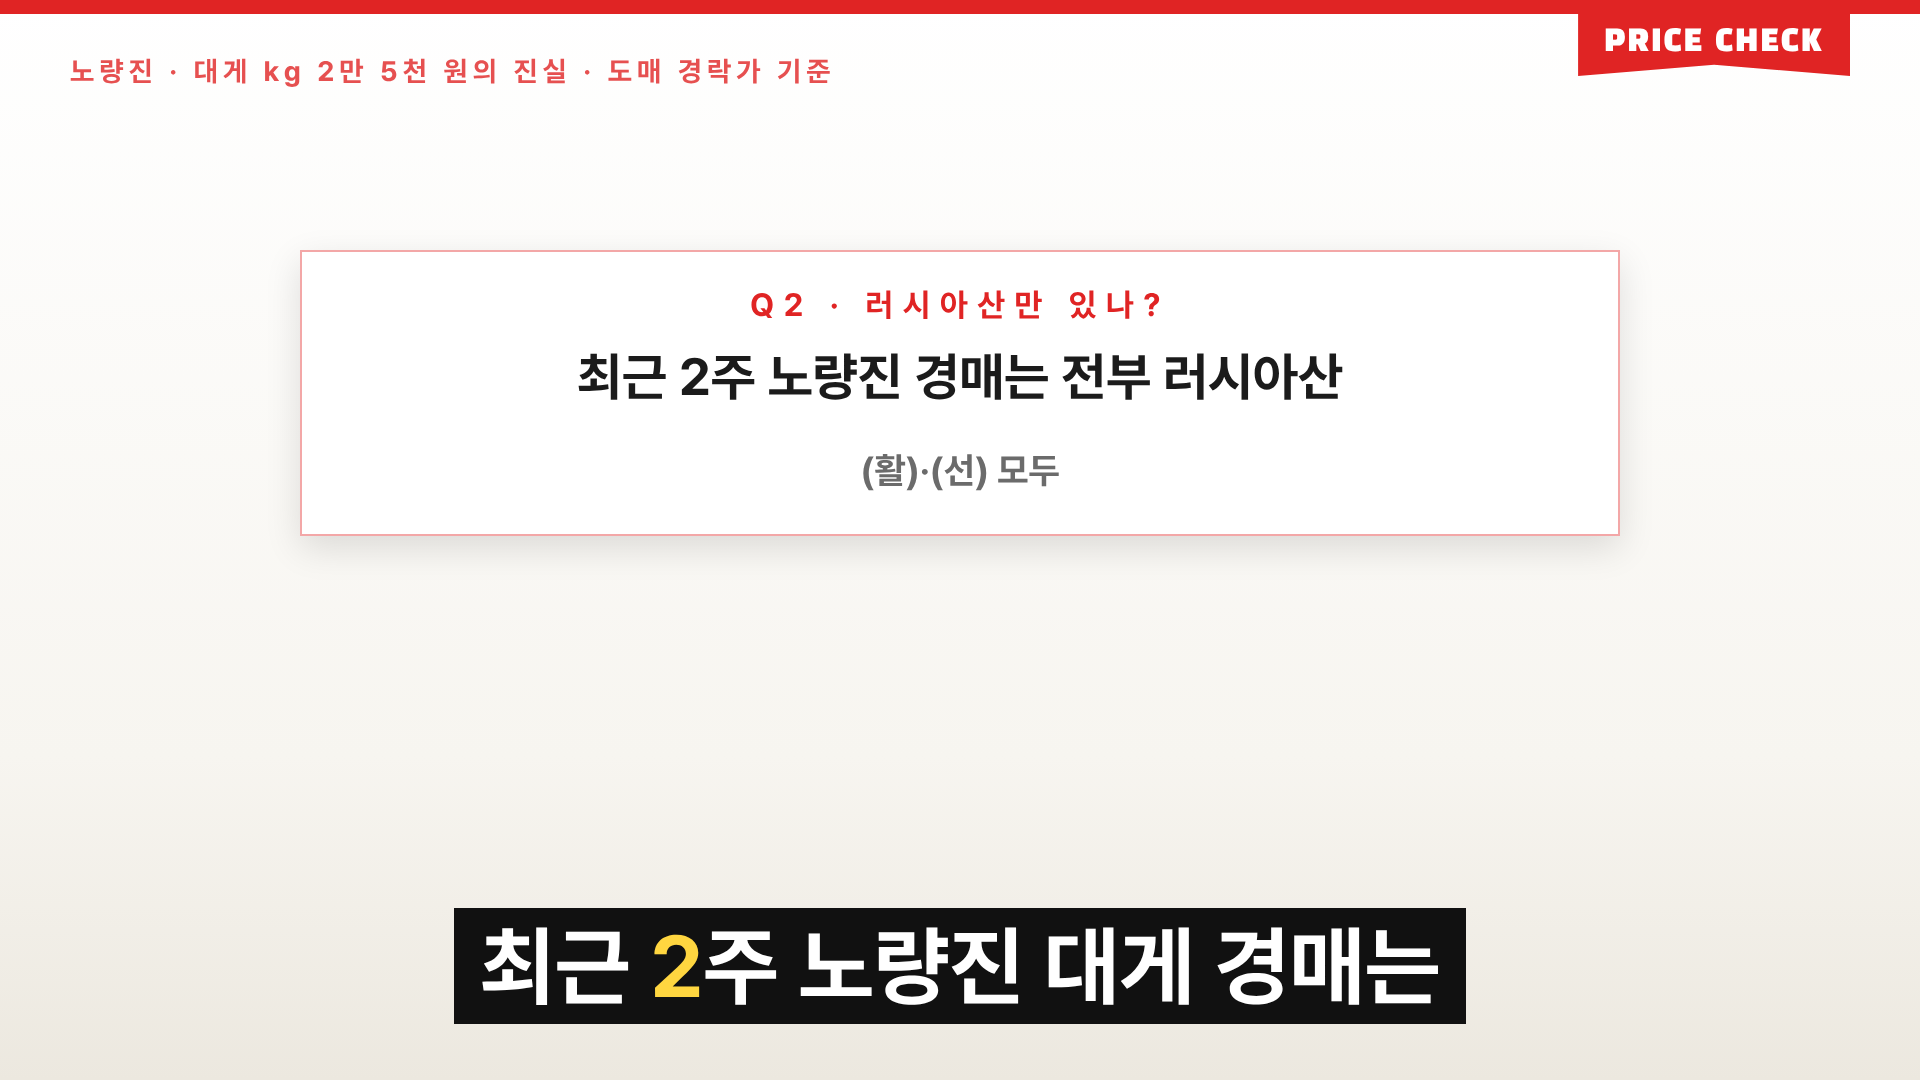 노량진 · 대게 kg 2만 5천 원의 진실 · 도매 경락가 기준
PRICE CHECK
Q2 · 러시아산만 있나?
최근 2주 노량진 경매는 전부 러시아산
(활)·(선) 모두
최근 2주 노량진 대게 경매는